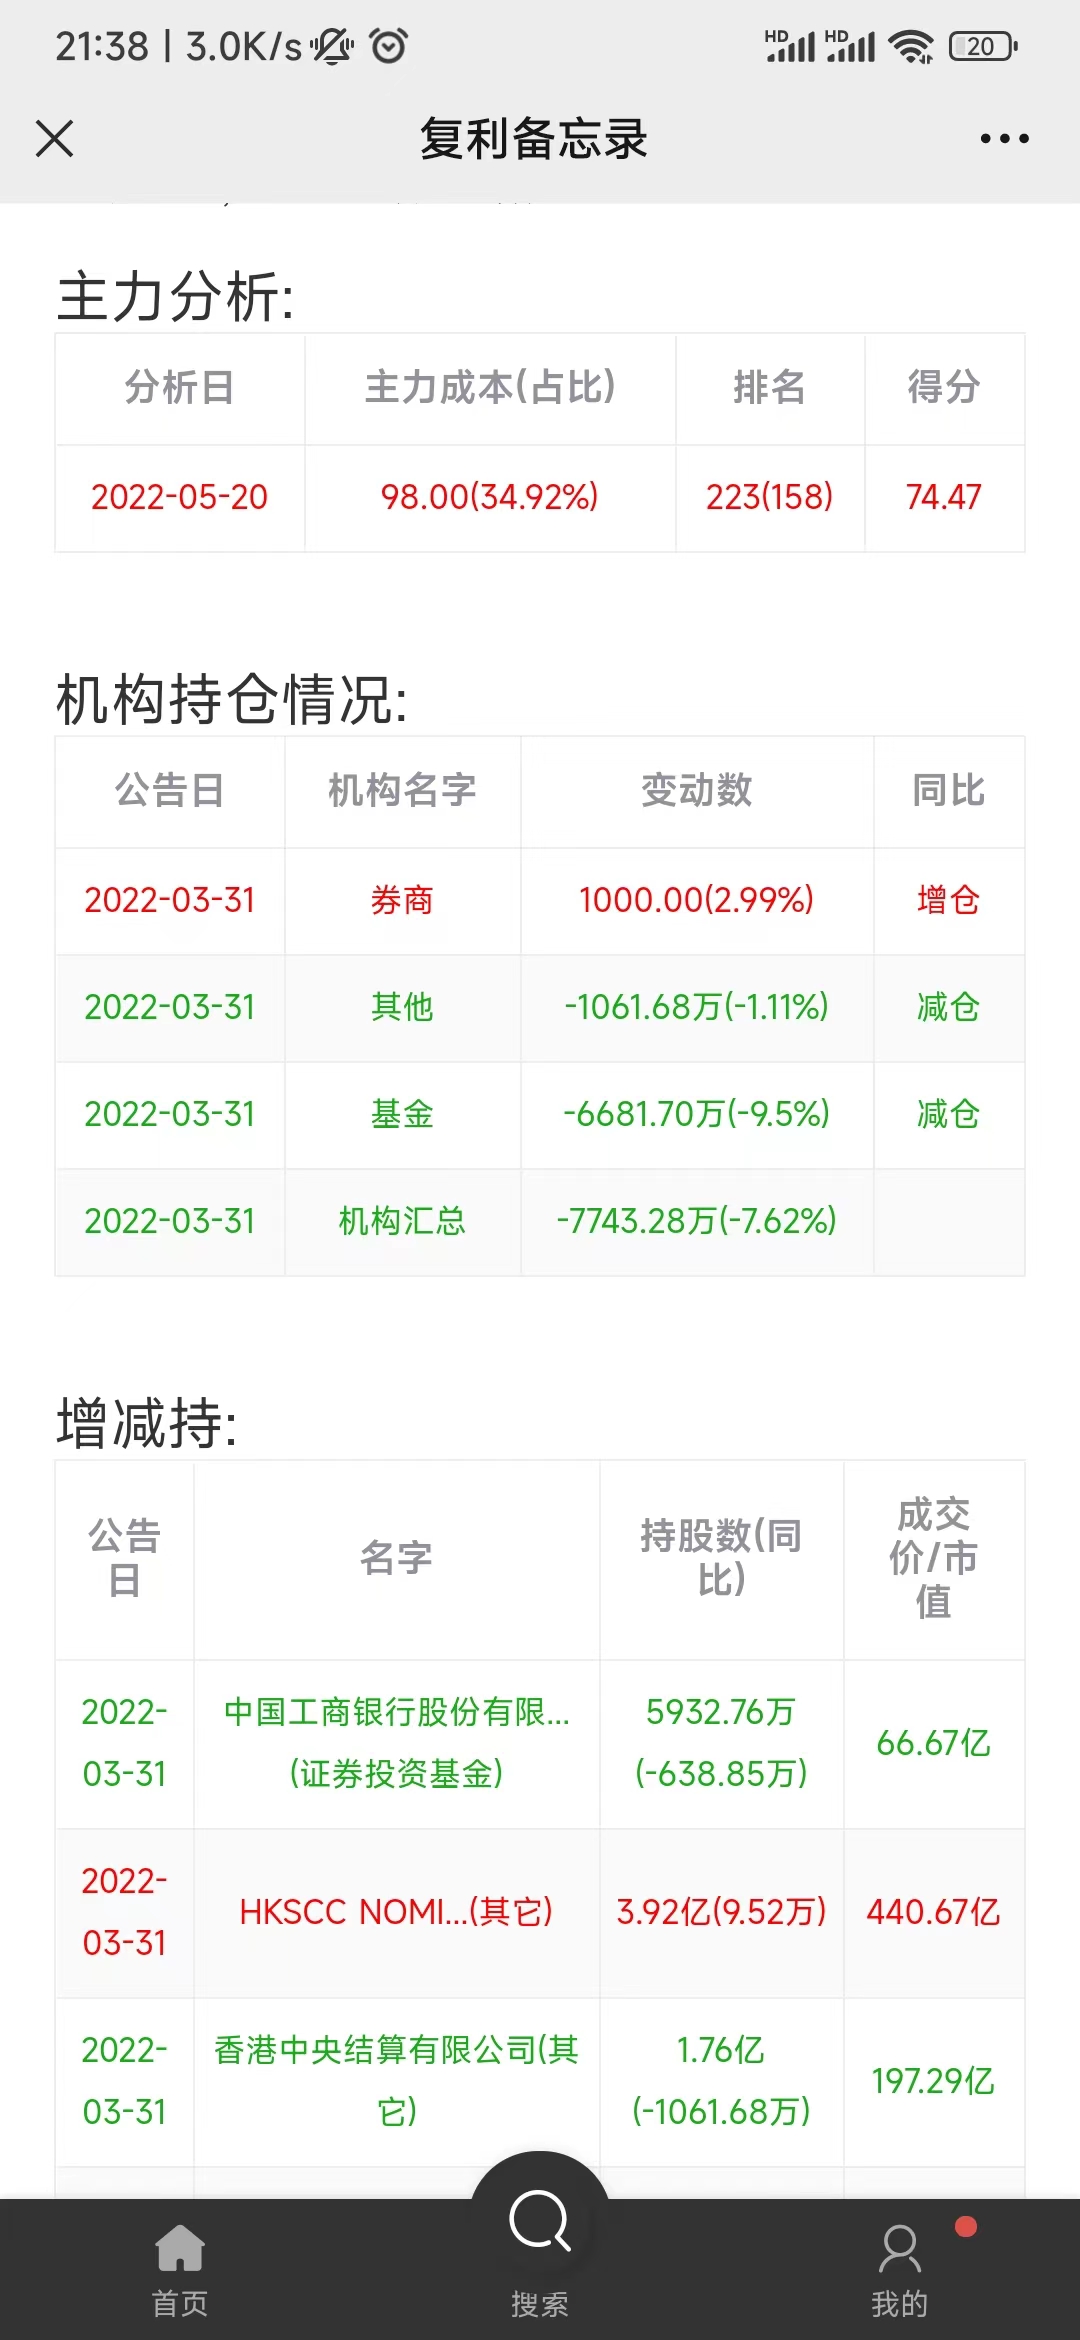 21:38 | 3.0K/s
HD HD 20
复利备忘录
主力分析:
分析日 主力成本(占比) 排名 得分
2022-05-20 98.00(34.92%) 223(158) 74.47
机构持仓情况:
公告日 机构名字 变动数 同比
2022-03-31 券商 1000.00(2.99%) 增仓
2022-03-31 其他 -1061.68万(-1.11%) 减仓
2022-03-31 基金 -6681.70万(-9.5%) 减仓
2022-03-31 机构汇总 -7743.28万(-7.62%)
增减持:
公告
日
名字
持股数(同
比)
成交
价/市
值
2022-
03-31
中国工商银行股份有限...
(证券投资基金)
5932.76万
(-638.85万)
66.67亿
2022-
03-31
HKSCC NOMI...(其它)
3.92亿(9.52万)
440.67亿
2022-
03-31
香港中央结算有限公司(其
它)
1.76亿
(-1061.68万)
197.29亿
首页 搜索 我的